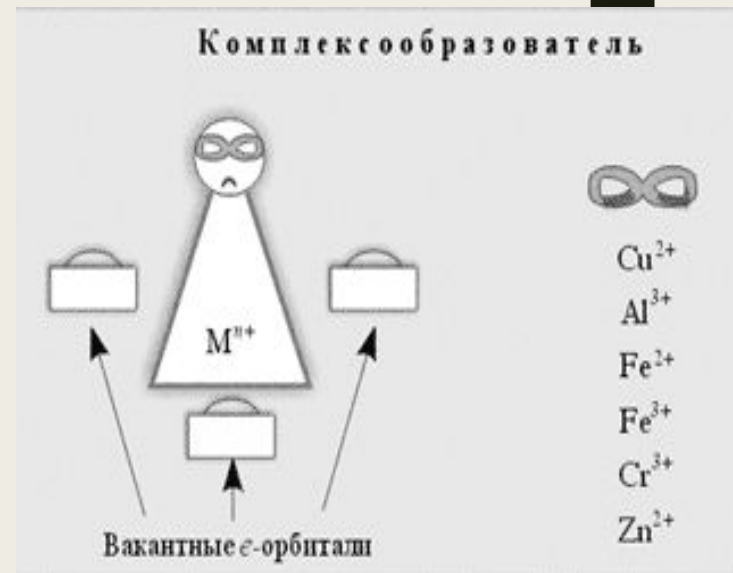 Комплексообразователь
Mⁿ⁺
Cu²⁺
Al³⁺
Fe²⁺
Fe³⁺
Cr³⁺
Zn²⁺
Вакантные e-орбитали